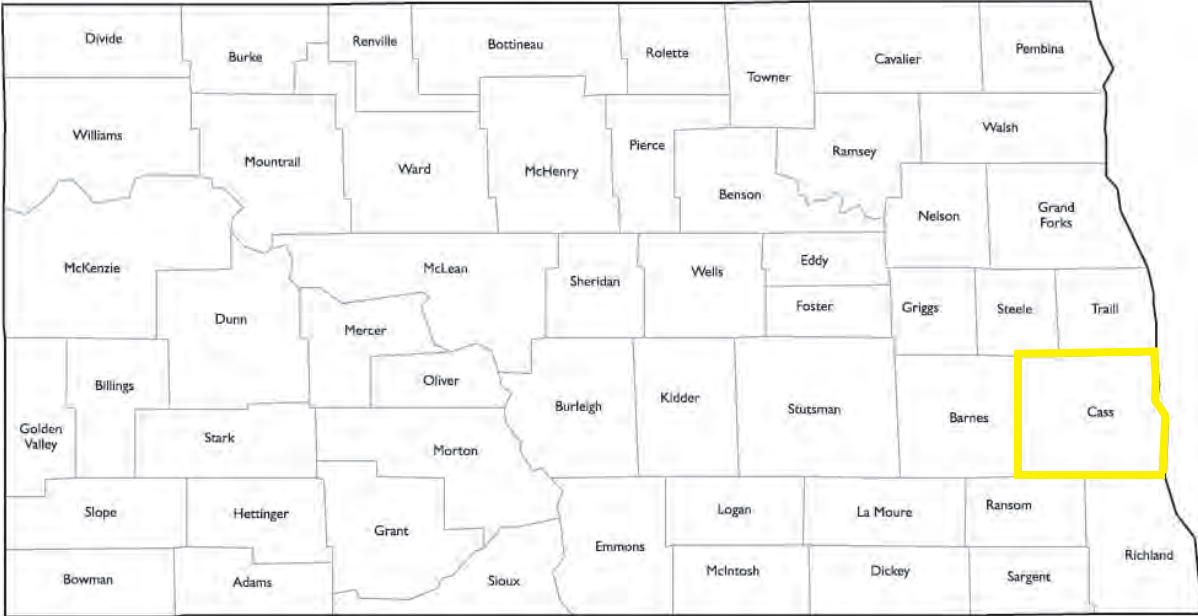 Divide
Burke
Renville
Bottineau
Rolette
Towner
Cavalier
Pembina
Williams
Mountrail
Ward
McHenry
Pierce
Benson
Ramsey
Walsh
Nelson
Grand
Forks
McKenzie
Dunn
McLean
Mercer
Oliver
Sheridan
Wells
Eddy
Foster
Griggs
Steele
Traill
Golden
Valley
Billings
Stark
Morton
Burleigh
Kidder
Stutsman
Barnes
Cass
Slope
Hettinger
Grant
Bowman
Adams
Sioux
Emmons
Logan
McIntosh
La Moure
Dickey
Ransom
Sargent
Richland